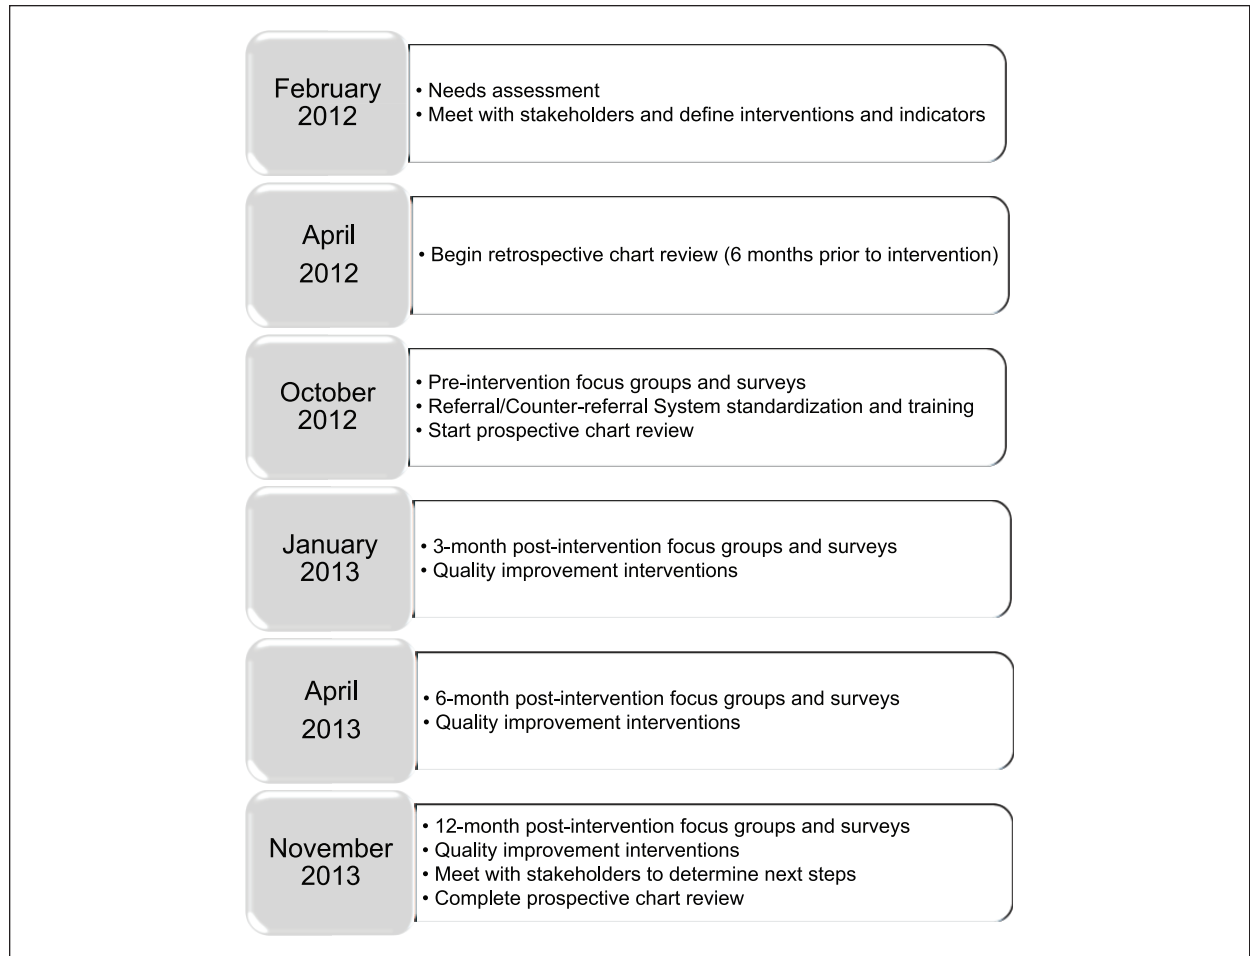 February
2012
• Needs assessment
• Meet with stakeholders and define interventions and indicators
April
2012
• Begin retrospective chart review (6 months prior to intervention)
October
2012
• Pre-intervention focus groups and surveys
• Referral/Counter-referral System standardization and training
• Start prospective chart review
January
2013
• 3-month post-intervention focus groups and surveys
• Quality improvement interventions
April
2013
• 6-month post-intervention focus groups and surveys
• Quality improvement interventions
November
2013
• 12-month post-intervention focus groups and surveys
• Quality improvement interventions
• Meet with stakeholders to determine next steps
• Complete prospective chart review